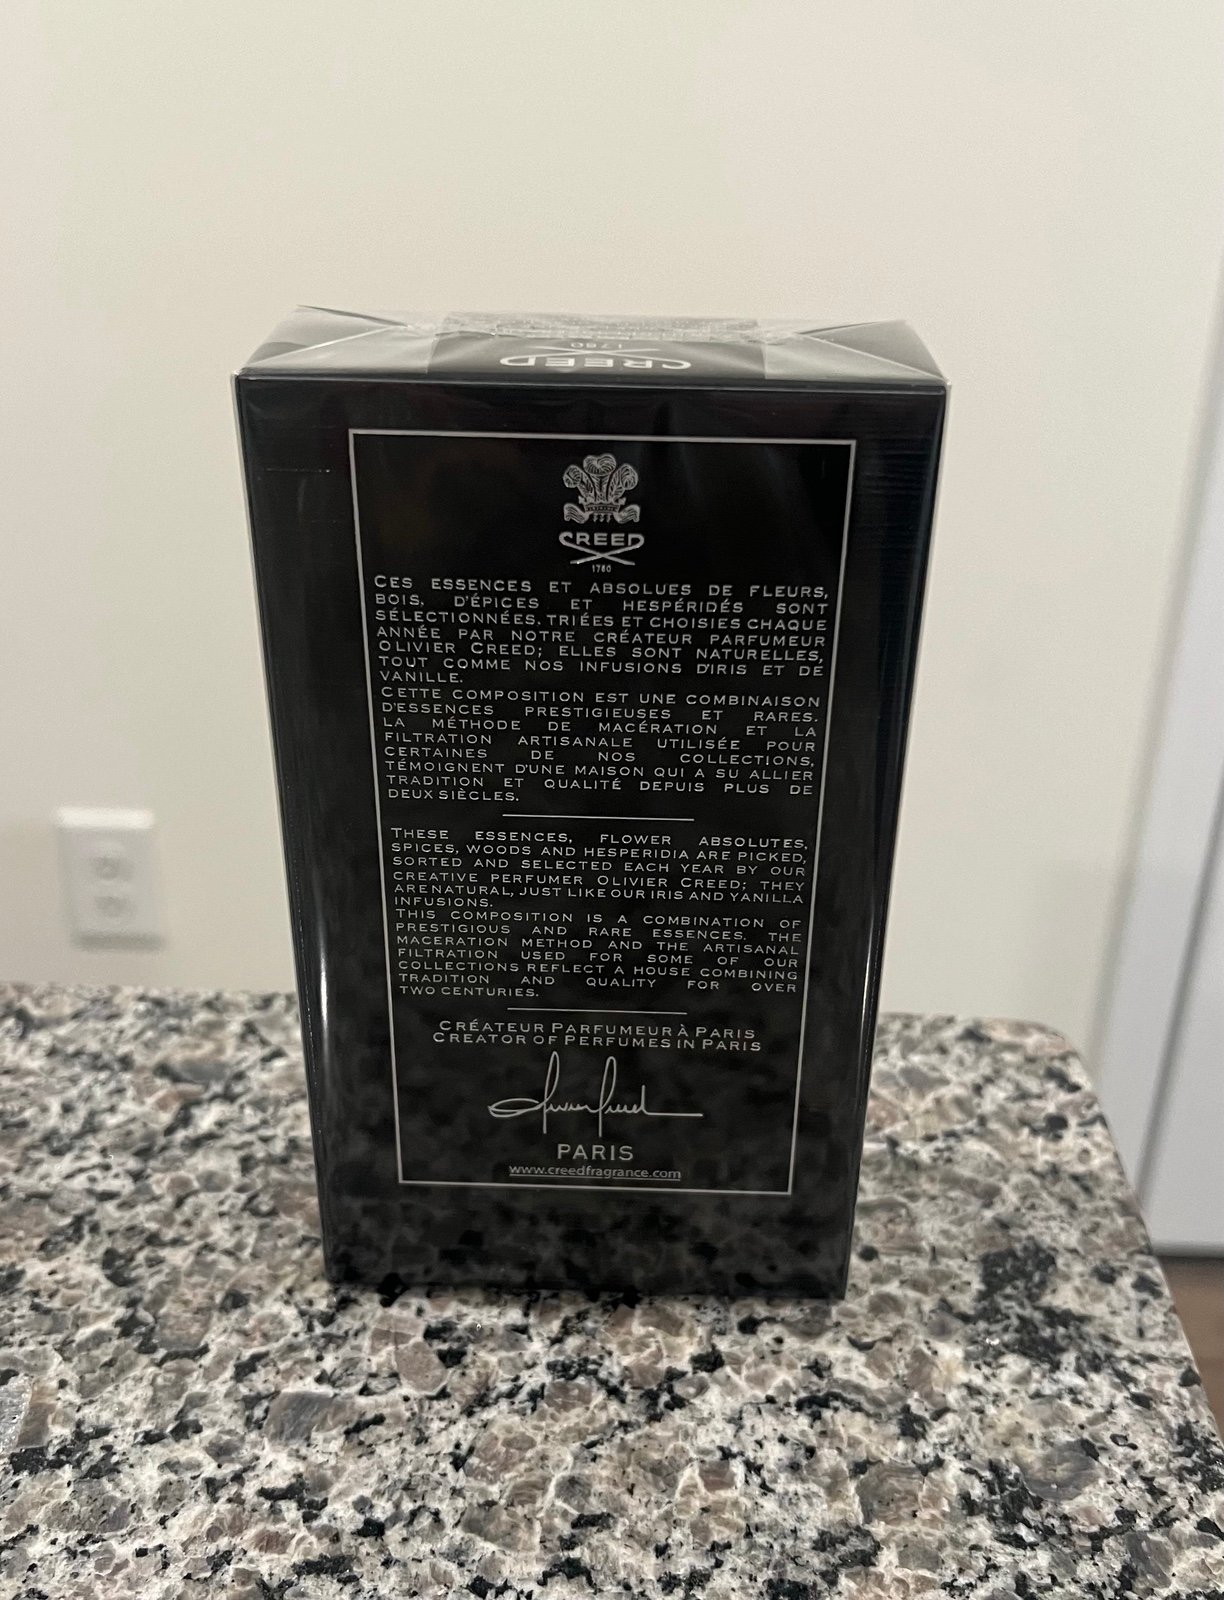 CREED
1760
CREED
1760
CES ESSENCES ET ABSOLUES DE FLEURS,
BOIS, D'ÉPICES ET HESPÉRIDÉS SONT
SÉLECTIONNÉES, TRIÉES ET CHOISIES CHAQUE
ANNÉE PAR NOTRE CRÉATEUR PARFUMEUR
OLIVIER CREED; ELLES SONT NATURELLES,
TOUT COMME NOS INFUSIONS D'IRIS ET DE
VANILLE.
CETTE COMPOSITION EST UNE COMBINAISON
D'ESSENCES PRESTIGIEUSES ET RARES.
LA MÉTHODE DE MACÉRATION ET LA
FILTRATION ARTISANALE UTILISÉE POUR
CERTAINES DE NOS COLLECTIONS,
TÉMOIGNENT D'UNE MAISON QUI A SU ALLIER
TRADITION ET QUALITÉ DEPUIS PLUS DE
DEUX SIÈCLES.
THESE ESSENCES, FLOWER ABSOLUTES,
SPICES, WOODS AND HESPERIDIA ARE PICKED,
SORTED AND SELECTED EACH YEAR BY OUR
CREATIVE PERFUMER OLIVIER CREED; THEY
ARENATURAL, JUST LIKE OUR IRIS AND VANILLA
INFUSIONS.
THIS COMPOSITION IS A COMBINATION OF
PRESTIGIOUS AND RARE ESSENCES. THE
MACERATION METHOD AND THE ARTISANAL
FILTRATION USED FOR SOME OF OUR
COLLECTIONS REFLECT A HOUSE COMBINING
TRADITION AND QUALITY FOR OVER
TWO CENTURIES.
CRÉATEUR PARFUMEUR À PARIS
CREATOR OF PERFUMES IN PARIS
Olivier Creed
PARIS
www.creedfragrance.com